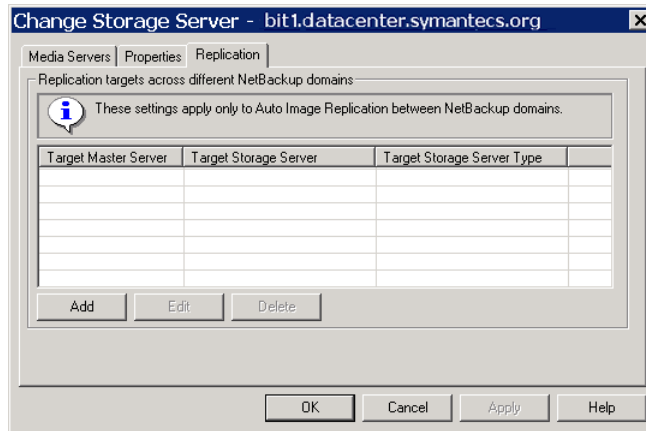 Change Storage Server - bit1.datacenter.symantecs.org
Media Servers Properties Replication
Replication targets across different NetBackup domains
These settings apply only to Auto Image Replication between NetBackup domains.
Target Master Server Target Storage Server Target Storage Server Type
Add Edit Delete
OK Cancel Apply Help